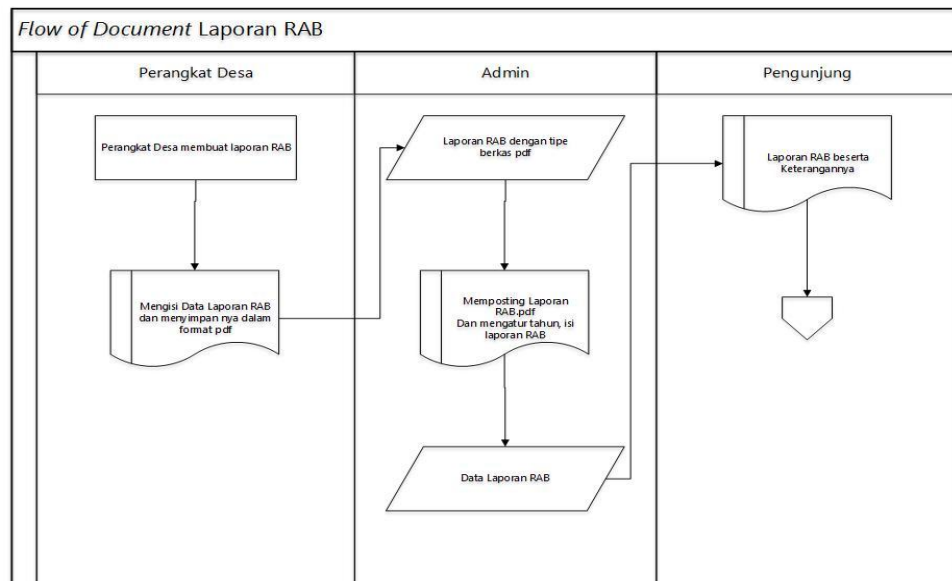 Flow of Document Laporan RAB
Perangkat Desa
Admin
Pengunjung
Perangkat Desa membuat laporan RAB
Mengisi Data Laporan RAB
dan menyimpan nya dalam
format pdf
Laporan RAB dengan tipe
berkas pdf
Memposting Laporan
RAB.pdf
Dan mengatur tahun, isi
laporan RAB
Data Laporan RAB
Laporan RAB beserta
Keterangannya